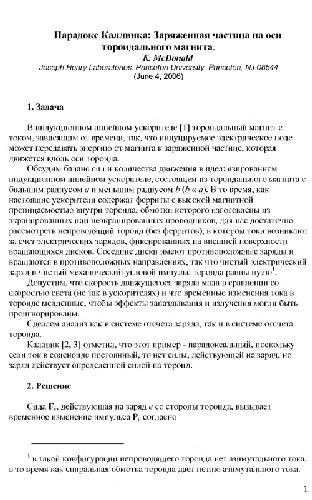 Парадокс Каллвика: Заряженная частица на оси
тороидального магнита.
K. McDonald
Joseph Henry Laboratories, Princeton University, Princeton, NJ 08544
(June 4, 2006)
1. Задача
В индукционном линейном ускорителе [1] тороидальный магнит с
током, зависящим от времени, так, что индуцируемое электрическое поле
может передавать энергию от магнита к заряженной частице, которая
движется вдоль оси тороида.
Обсудим баланс сил и количества движения в идеализированном
индукционном линейном ускорителе, состоящем из тороидального магнита с
большим радиусом a и меньшим радиусом b (b « a). В то время, как
настоящие ускорители содержат ферриты с высокой магнитной
проницаемостью внутри тороида, обмотки которого изготовлены из
экранированных или неэкранированных проводников, для нас достаточно
рассмотреть непроводящий тороид (без ферритов), в котором токи возникают
за счет электрических зарядов, фиксированных на внешней поверхности
вращающихся дисков. Соседние диски имеют противоположные заряды и
вращаются в противоположных направлениях, так что чистый электрический
заряд и чистый механический угловой импульс тороида равны нулю1.
Допустим, что скорость движущегося заряда мала по сравнению со
скоростью света (не так в ускорителях) и что временные изменения тока в
тороиде медленные, чтобы эффекты запаздывания и излучения могли быть
проигнорированы.
Сделаем анализ как в системе отсчета заряда, так и в системе отсчета
тороида.
Каллвик [2, 3] отметил, что этот пример - парадоксальный, поскольку
если ток в соленоиде постоянный, то нет силы, действующей на заряд, но
заряд действует определенной силой на тороид.
2. Решение
Сила F, действующая на заряд e со стороны тороида, вызывает
временное изменение импульса P, согласно
1 в такой конфигурации непроводящего тороида нет азимутального тока,
в то время как спиральная обмотка тороида дает нетто азимутального тока.
1